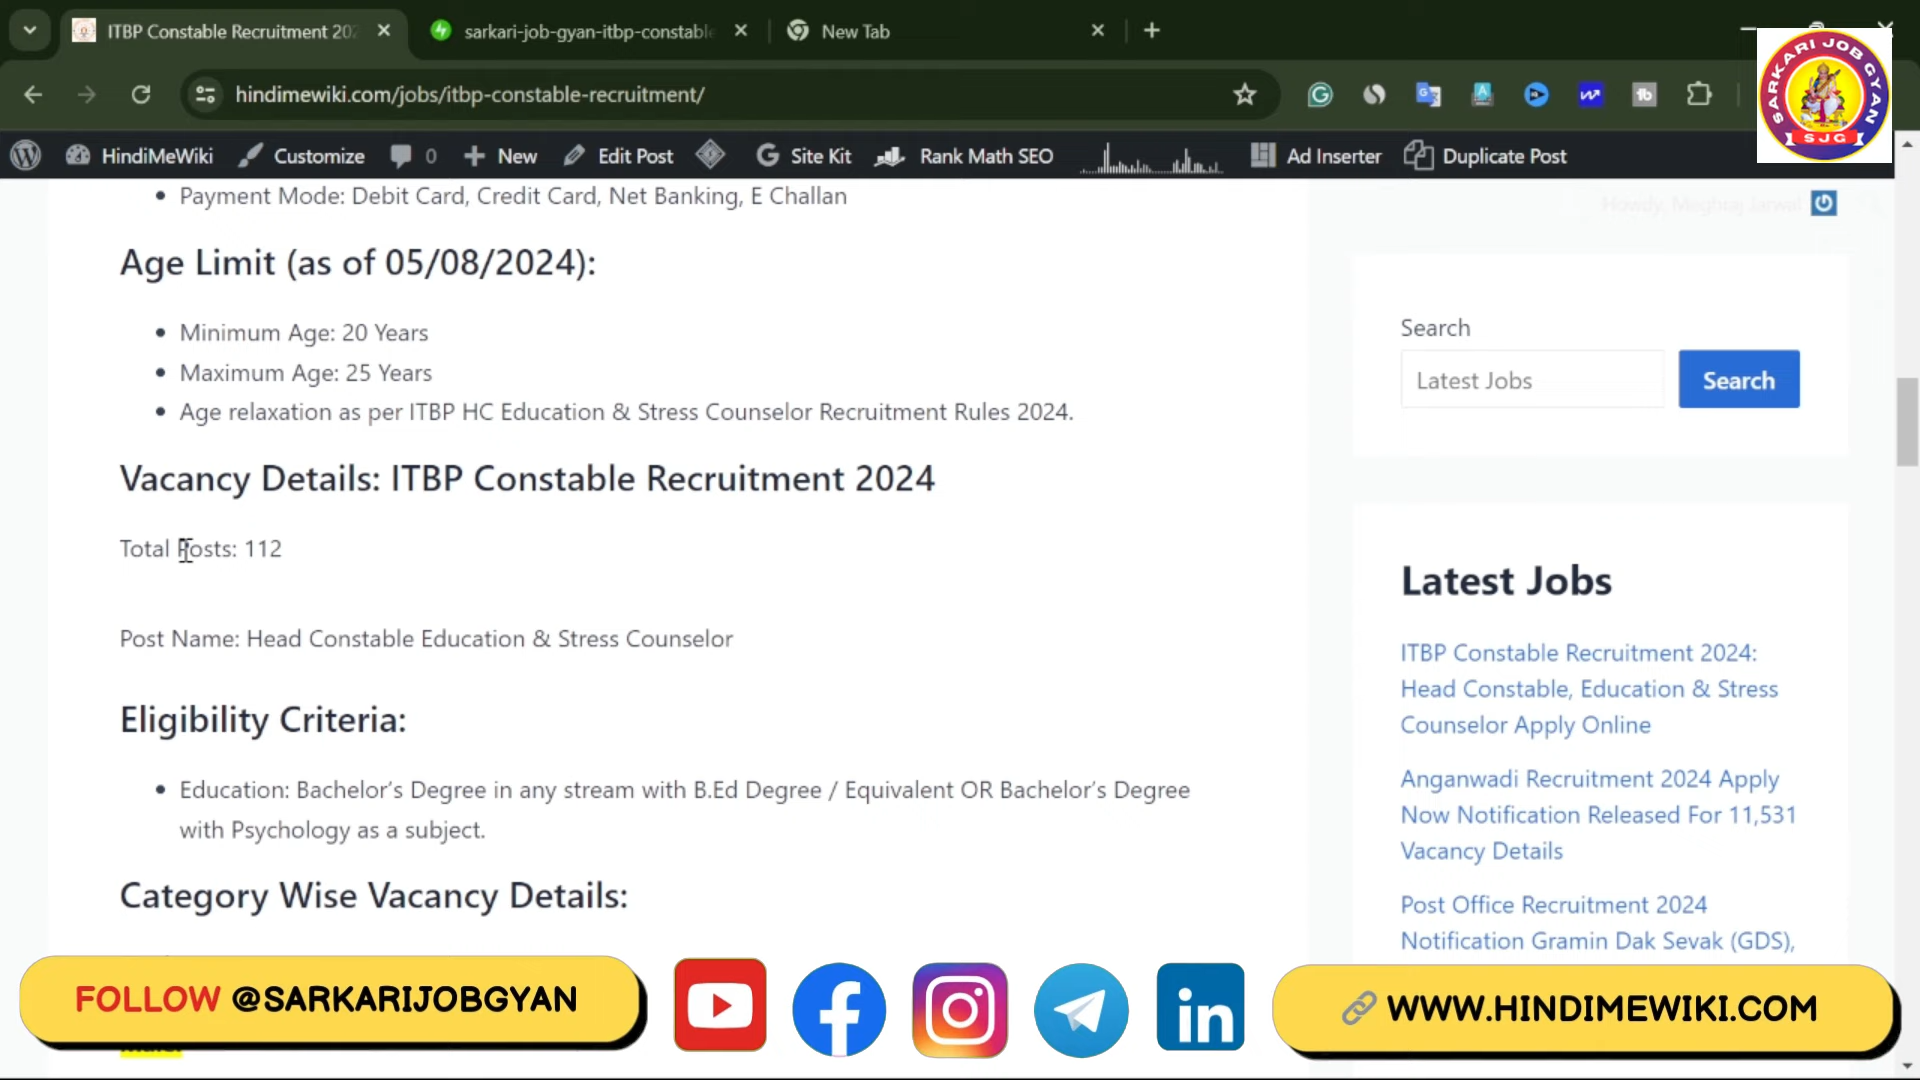 ITBP Constable Recruitment 202
sarkari-job-gyan-itbp-constable
New Tab
hindimewiki.com/jobs/itbp-constable-recruitment/
SARKARI JOB GYAN
SJG
HindiMeWiki Customize 0 New Edit Post Site Kit Rank Math SEO Ad Inserter Duplicate Post
Howdy, Meghraj Jarwal
Payment Mode: Debit Card, Credit Card, Net Banking, E Challan
Age Limit (as of 05/08/2024):
Minimum Age: 20 Years
Maximum Age: 25 Years
Age relaxation as per ITBP HC Education & Stress Counselor Recruitment Rules 2024.
Vacancy Details: ITBP Constable Recruitment 2024
Total Posts: 112
Post Name: Head Constable Education & Stress Counselor
Eligibility Criteria:
Education: Bachelor’s Degree in any stream with B.Ed Degree / Equivalent OR Bachelor’s Degree
with Psychology as a subject.
Category Wise Vacancy Details:
Search
Latest Jobs
Search
Latest Jobs
ITBP Constable Recruitment 2024:
Head Constable, Education & Stress
Counselor Apply Online
Anganwadi Recruitment 2024 Apply
Now Notification Released For 11,531
Vacancy Details
Post Office Recruitment 2024
Notification Gramin Dak Sevak (GDS),
FOLLOW @SARKARIJOBGYAN
in
WWW.HINDIMEWIKI.COM